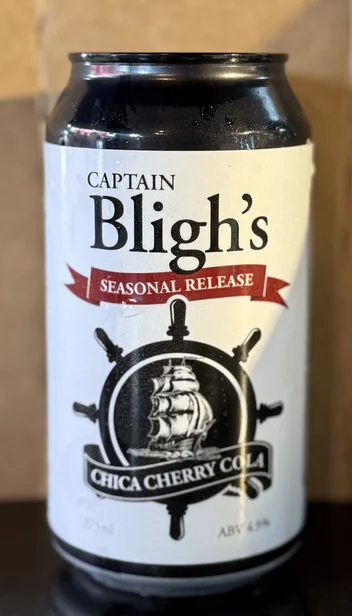 CAPTAIN
Bligh's
SEASONAL RELEASE
CHICA CHERRY COLA
375ml
ABV 4.9%